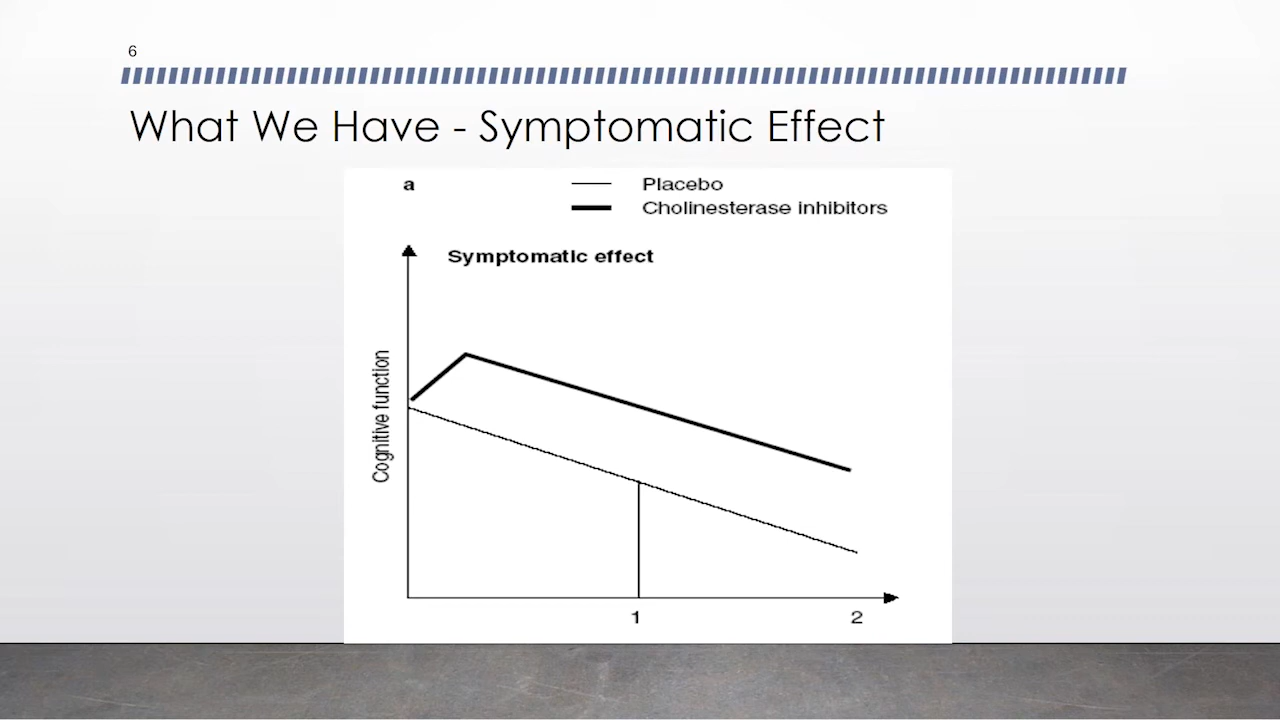 6
What We Have - Symptomatic Effect
a
Placebo
Cholinesterase inhibitors
Symptomatic effect
Cognitive function
1
2